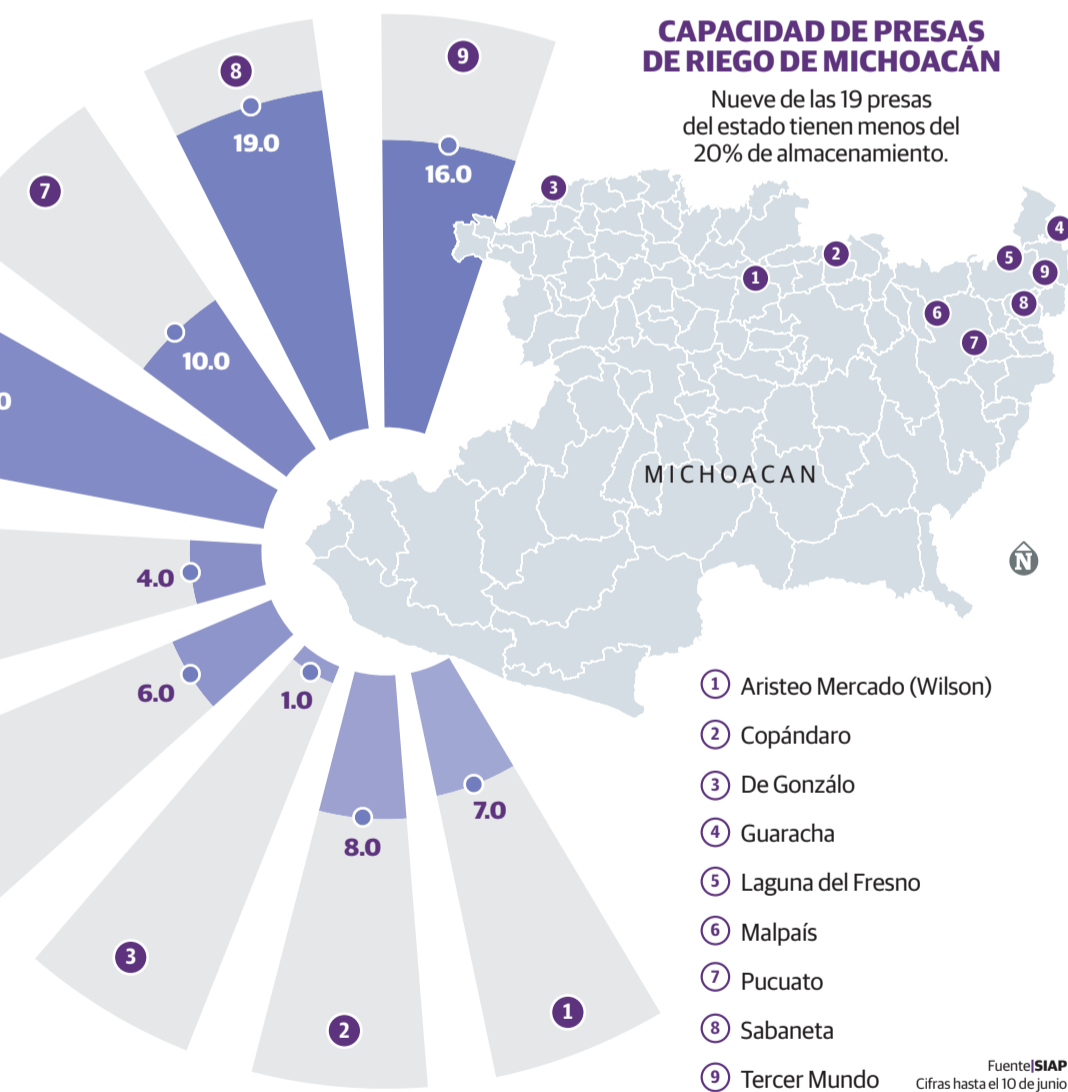 CAPACIDAD DE PRESAS
DE RIEGO DE MICHOACÁN
Nueve de las 19 presas
del estado tienen menos del
20% de almacenamiento.
9
8
19.0
16.0
7
10.0
0
4.0
6.0
1.0
8.0
7.0
3
2
1
3
4
5
9
2
1
8
6
7
MICHOACAN
N
1 Aristeo Mercado (Wilson)
2 Copándaro
3 De Gonzálo
4 Guaracha
5 Laguna del Fresno
6 Malpaís
7 Pucuato
8 Sabaneta
9 Tercer Mundo
Fuente|SIAP
Cifras hasta el 10 de junio